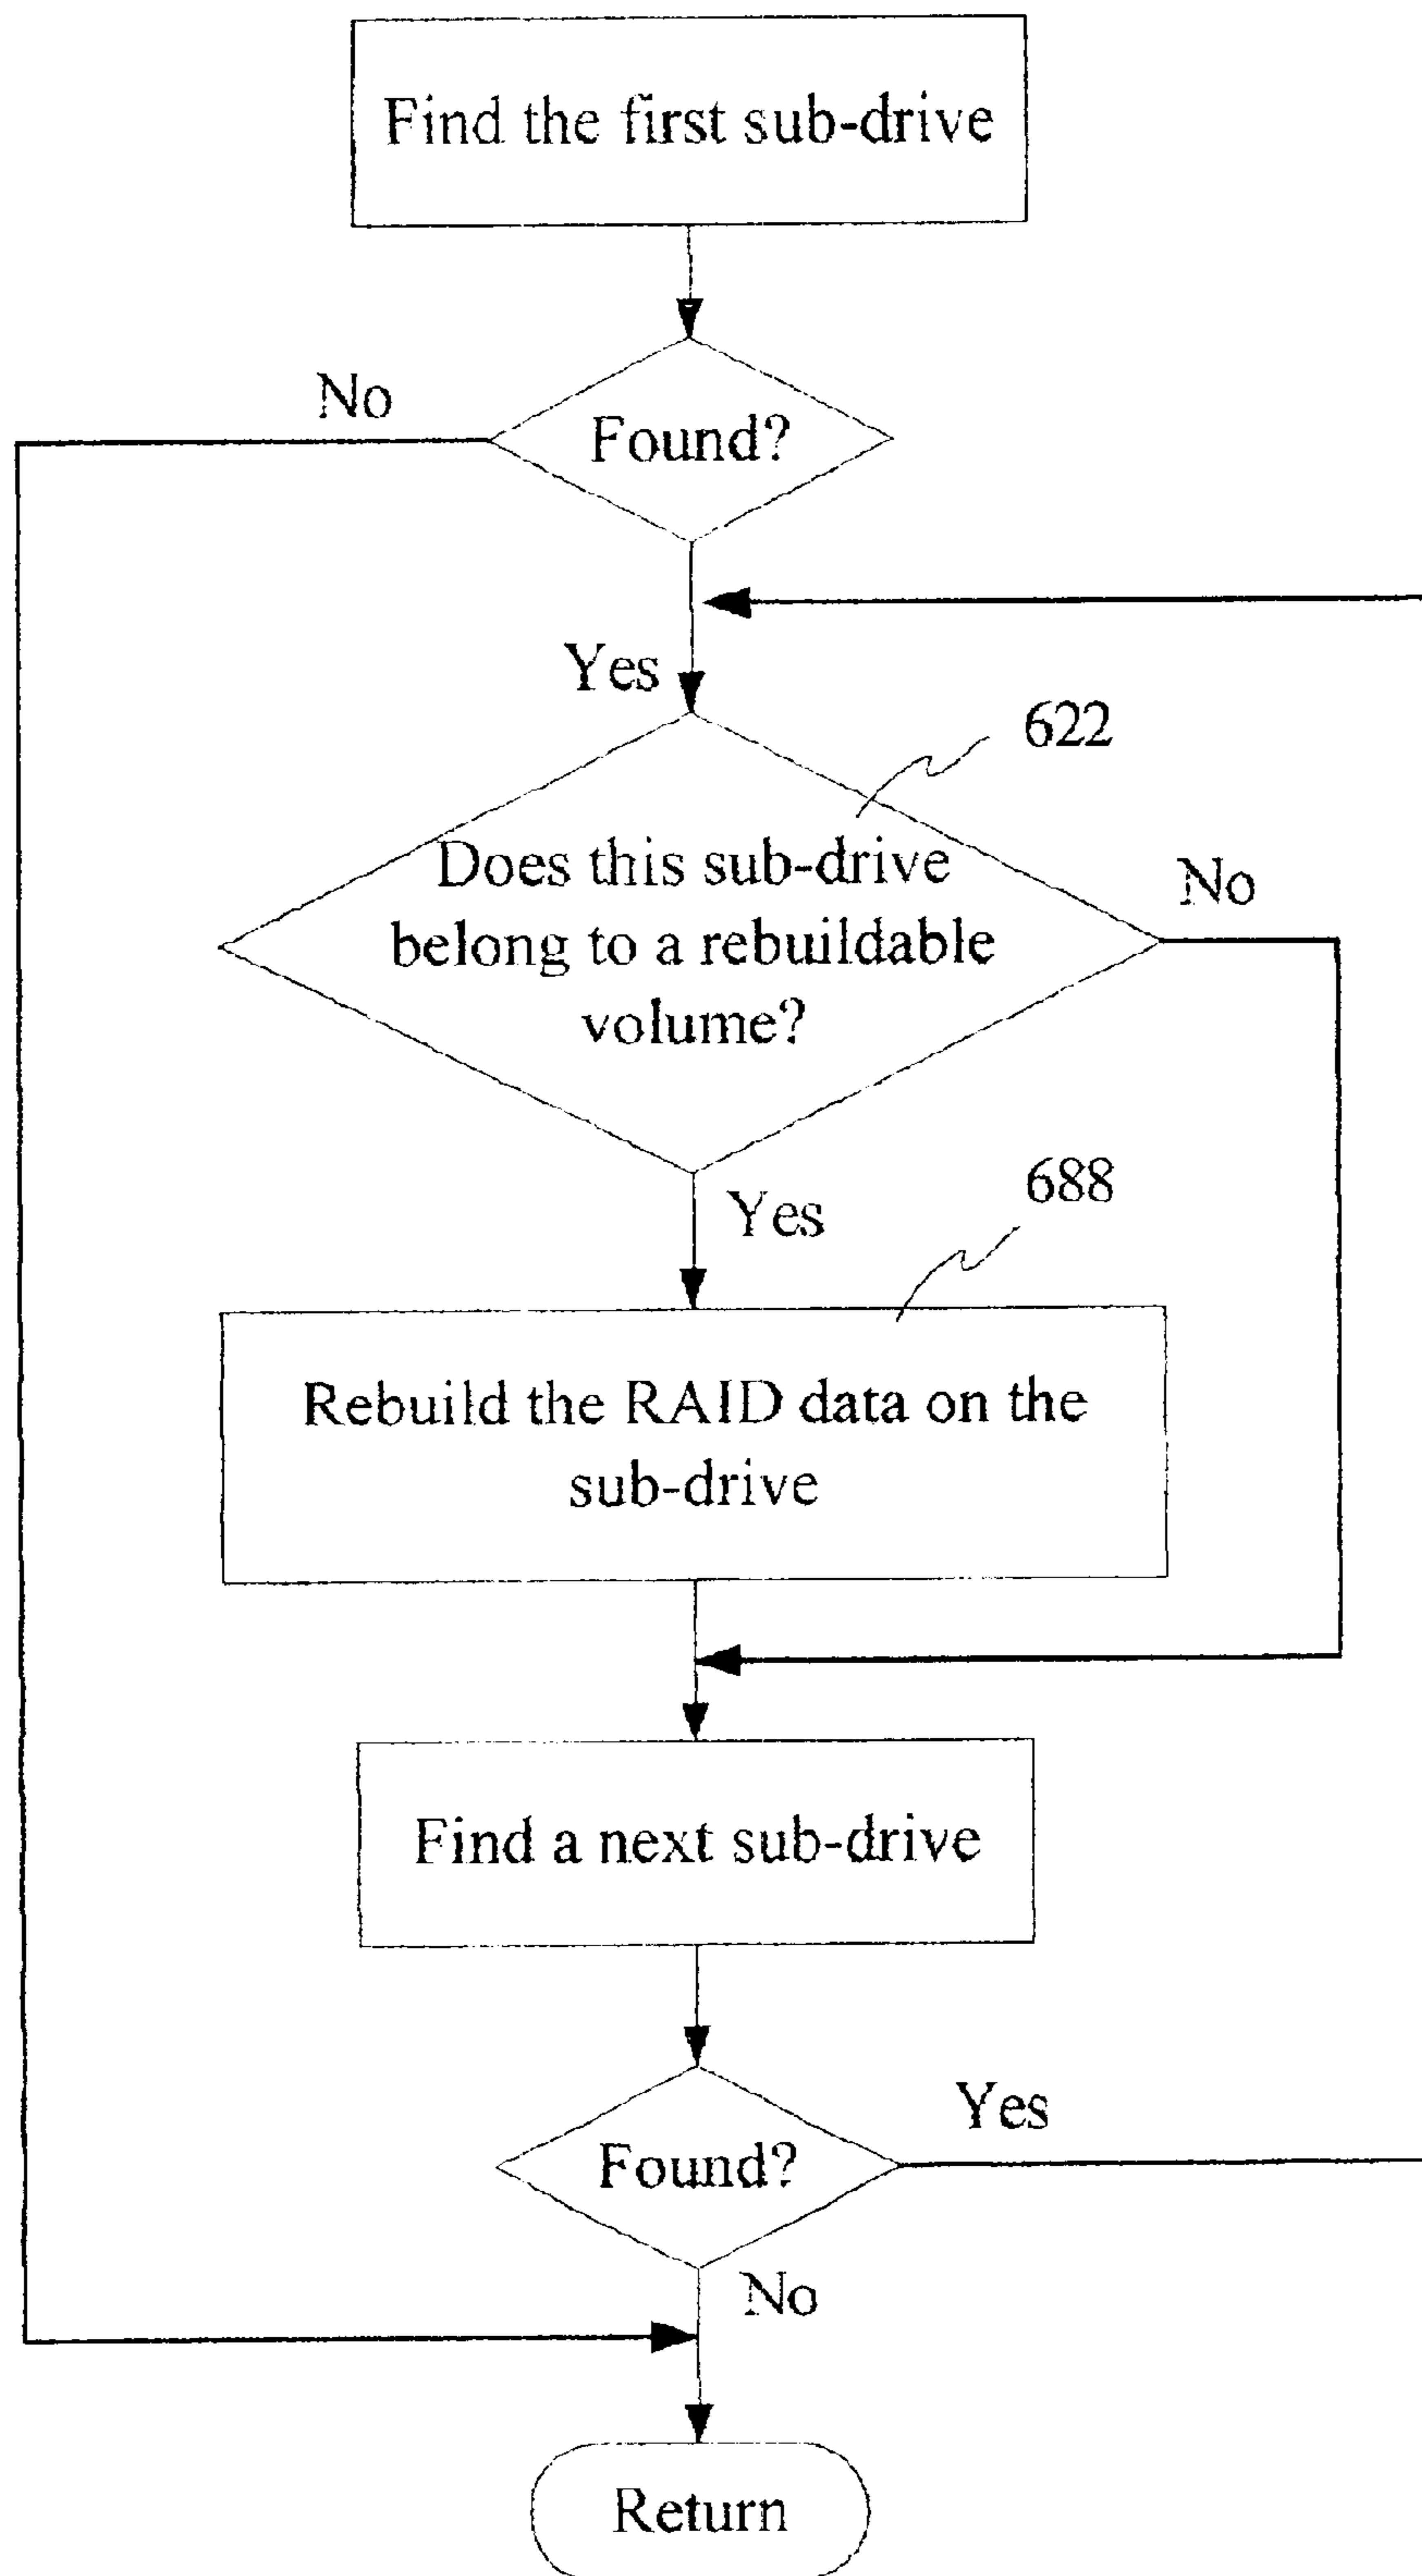 Find the first sub-drive
No
Found?
Yes
622
Does this sub-drive
belong to a rebuildable
volume?
No
Yes
688
Rebuild the RAID data on the
sub-drive
Find a next sub-drive
Yes
Found?
No
Return